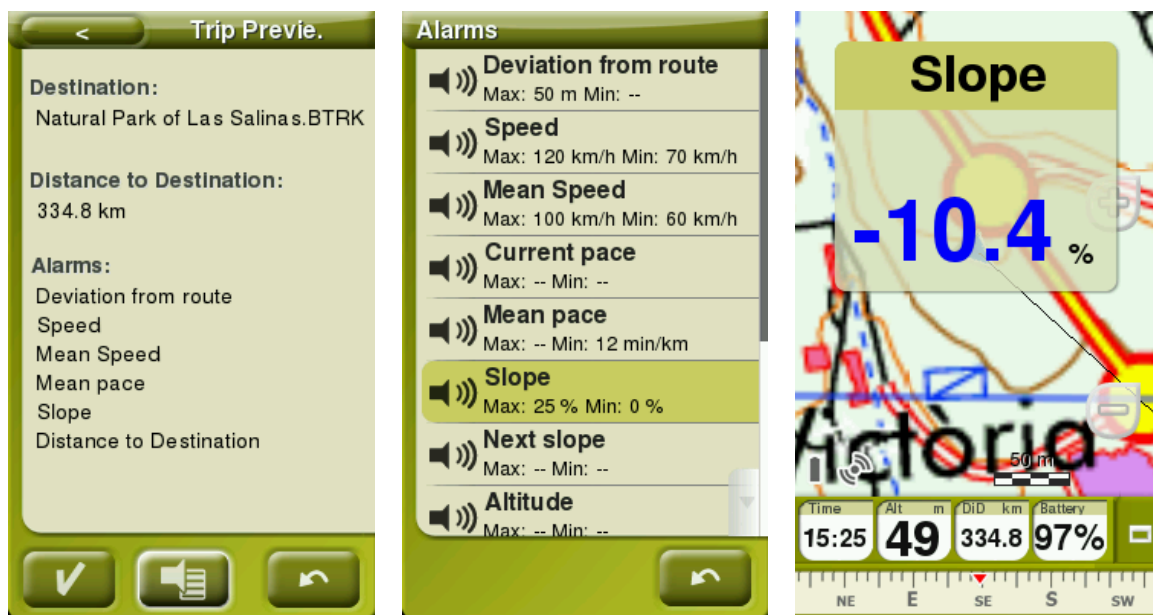 <
Trip Previe.
Destination:
Natural Park of Las Salinas.BTRK
Distance to Destination:
334.8 km
Alarms:
Deviation from route
Speed
Mean Speed
Mean pace
Slope
Distance to Destination
Alarms
Deviation from route
Max: 50 m Min: --
Speed
Max: 120 km/h Min: 70 km/h
Mean Speed
Max: 100 km/h Min: 60 km/h
Current pace
Max: -- Min: --
Mean pace
Max: -- Min: 12 min/km
Slope
Max: 25 % Min: 0 %
Next slope
Max: -- Min: --
Altitude
Max: -- Min: --
Slope
-10.4 %
Victòria
50 m
Time
15:25
Alt m
49
DiD km
334.8
Battery
97%
NE E SE S SW